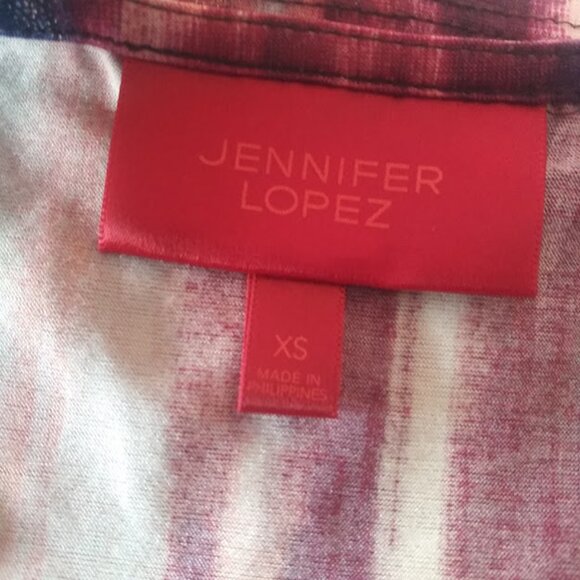 JENNIFER
LOPEZ
XS
MADE IN
PHILIPPINES